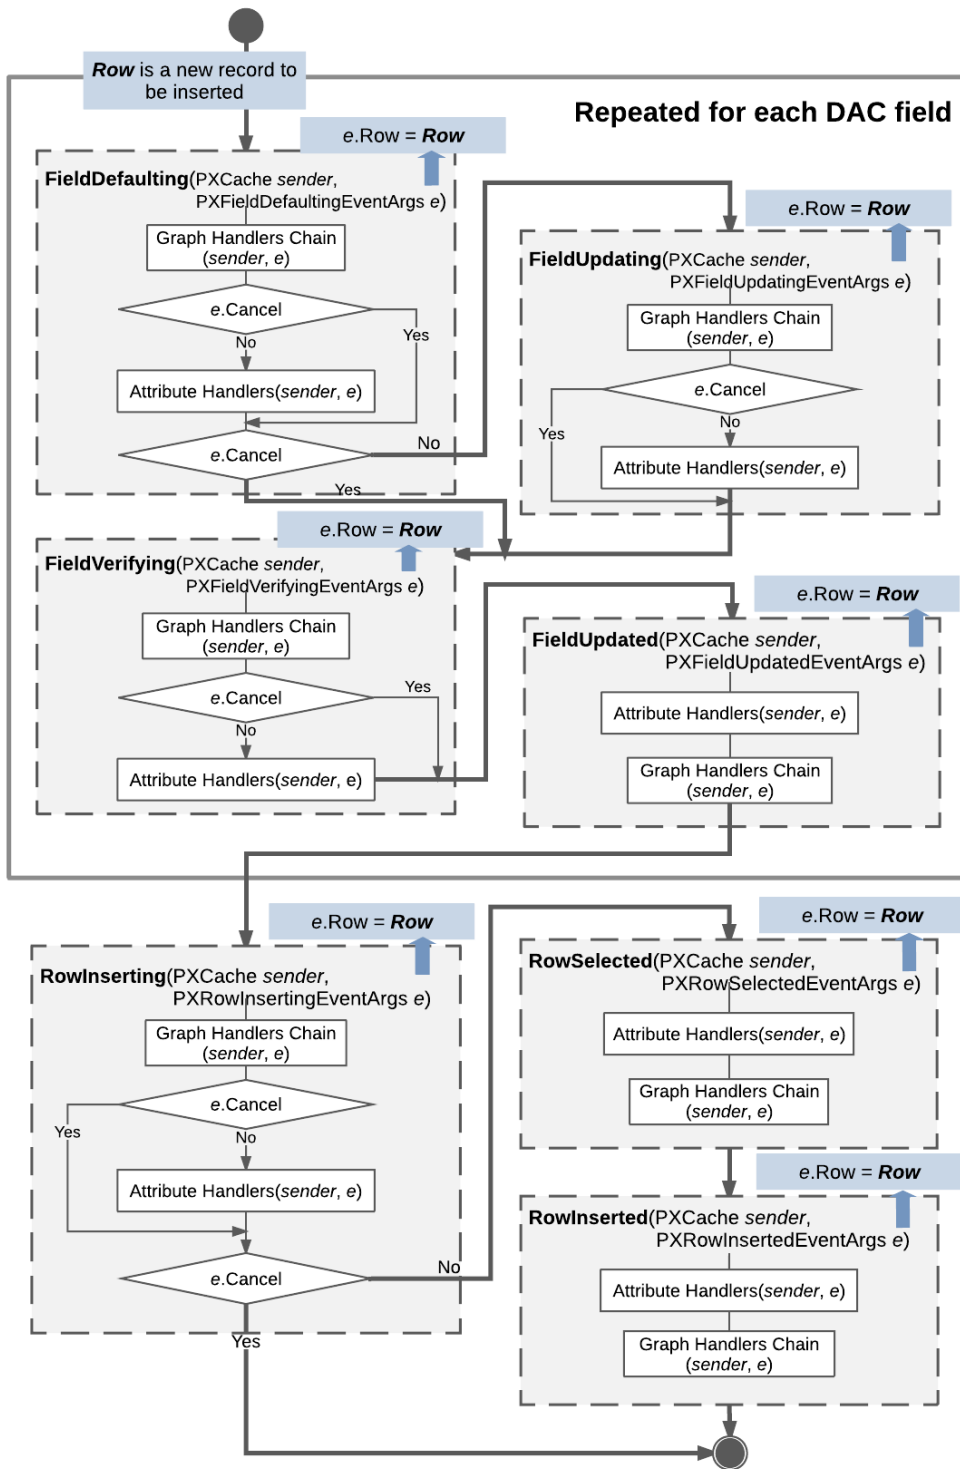 Row is a new record to
be inserted
Repeated for each DAC field
e.Row = Row
FieldDefaulting(PXCache sender,
PXFieldDefaultingEventArgs e)
Graph Handlers Chain
(sender, e)
e.Cancel
Yes
No
Attribute Handlers(sender, e)
e.Cancel
No
Yes
e.Row = Row
FieldUpdating(PXCache sender,
PXFieldUpdatingEventArgs e)
Graph Handlers Chain
(sender, e)
e.Cancel
No
Yes
Attribute Handlers(sender, e)
e.Row = Row
FieldVerifying(PXCache sender,
PXFieldVerifyingEventArgs e)
Graph Handlers Chain
(sender, e)
e.Cancel
Yes
No
Attribute Handlers(sender, e)
e.Row = Row
FieldUpdated(PXCache sender,
PXFieldUpdatedEventArgs e)
Attribute Handlers(sender, e)
Graph Handlers Chain
(sender, e)
e.Row = Row
RowInserting(PXCache sender,
PXRowInsertingEventArgs e)
Graph Handlers Chain
(sender, e)
e.Cancel
Yes
No
Attribute Handlers(sender, e)
e.Cancel
No
Yes
e.Row = Row
RowSelected(PXCache sender,
PXRowSelectedEventArgs e)
Attribute Handlers(sender, e)
Graph Handlers Chain
(sender, e)
e.Row = Row
RowInserted(PXCache sender,
PXRowInsertedEventArgs e)
Attribute Handlers(sender, e)
Graph Handlers Chain
(sender, e)